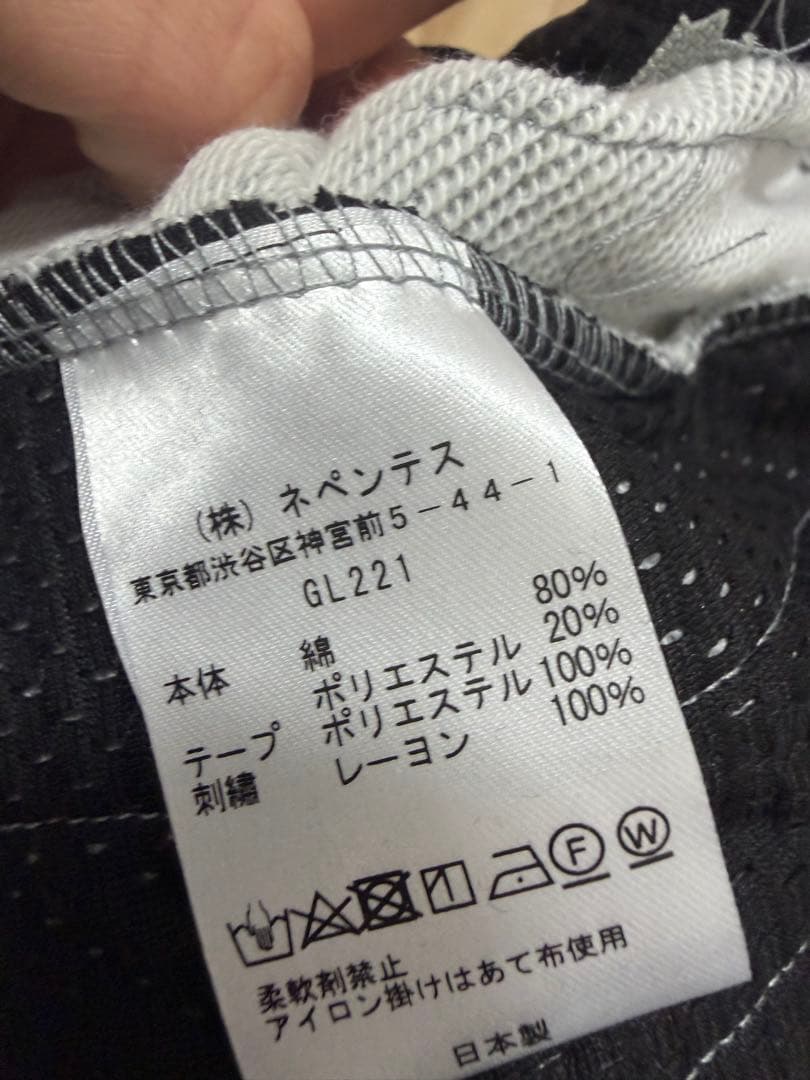 （株）ネペンテス
東京都渋谷区神宮前5-44-1
GL221
本体 綿 80%
ポリエステル 20%
テープ ポリエステル 100%
刺繍 レーヨン 100%
F W
柔軟剤禁止
アイロン掛けはあて布使用
日本製